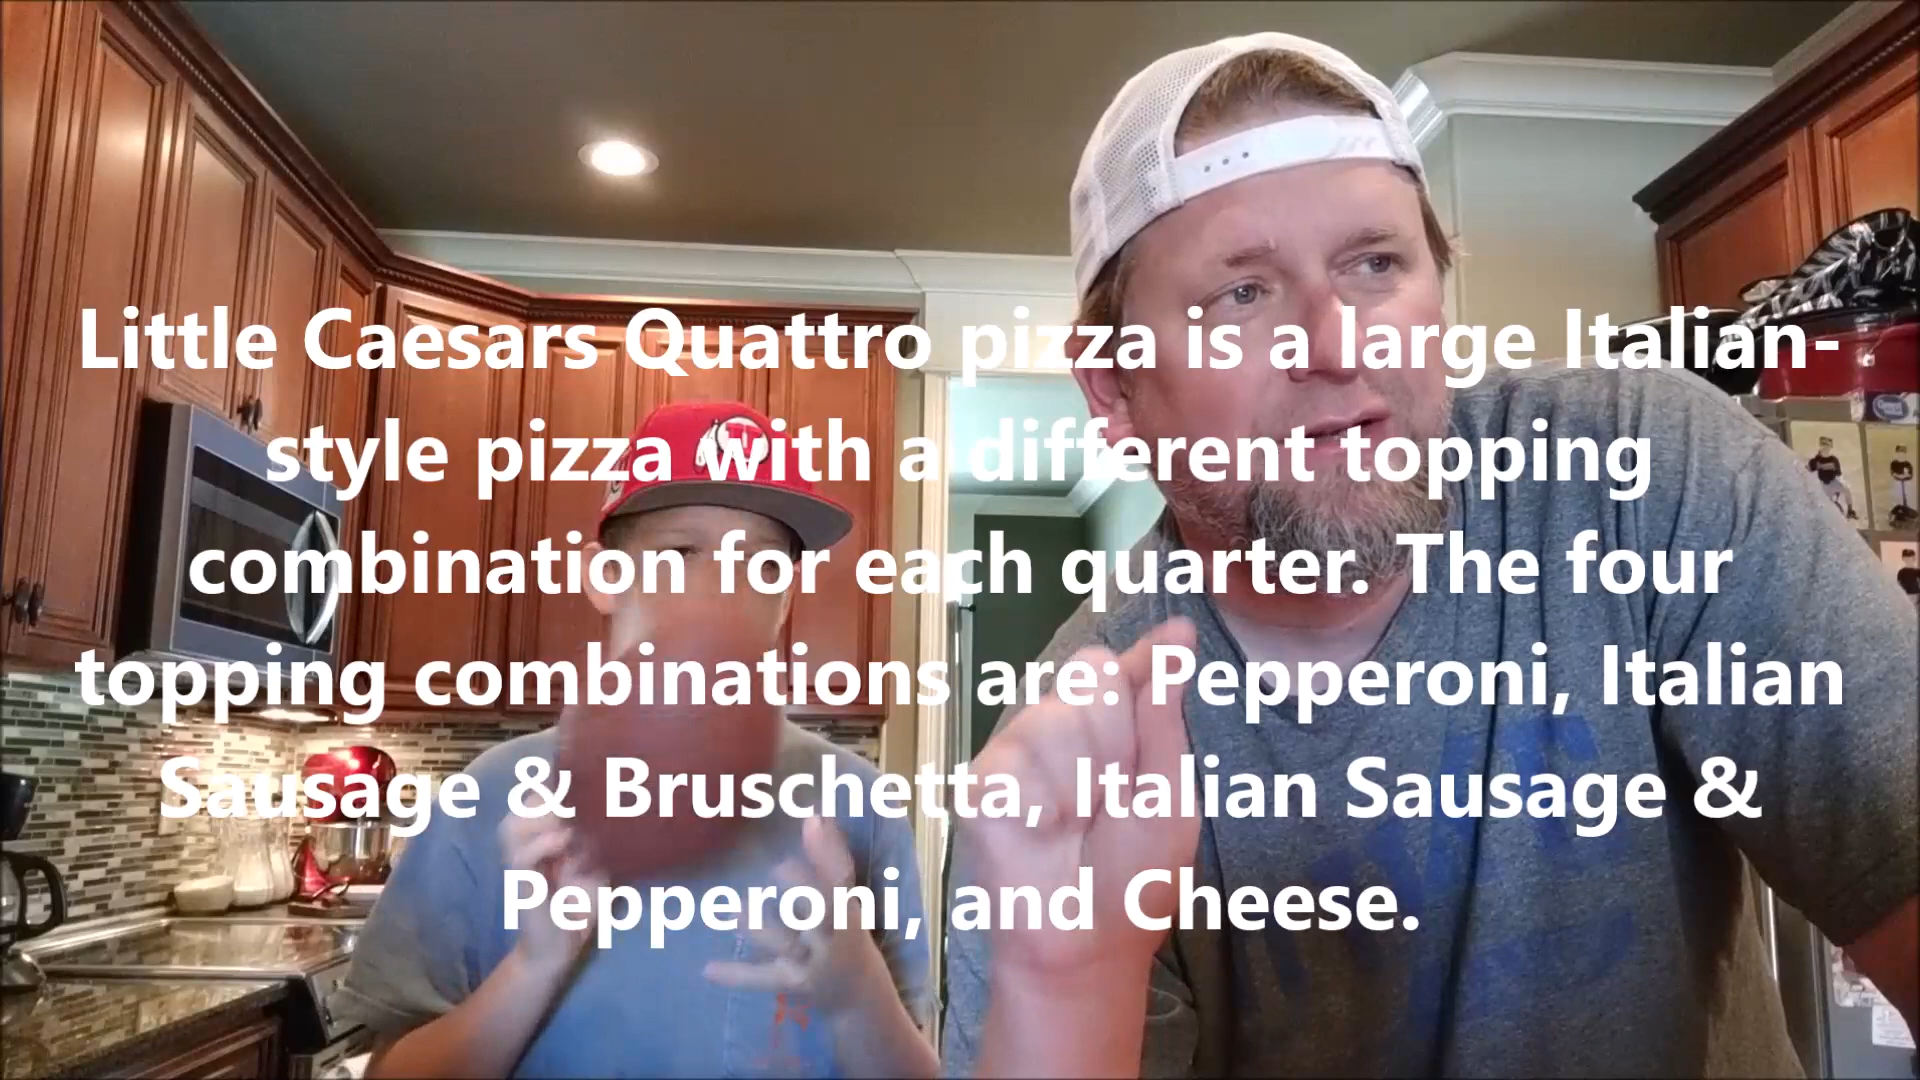 Little Caesars Quattro pizza is a large Italian-
style pizza with a different topping
combination for each quarter. The four
topping combinations are: Pepperoni, Italian
Sausage & Bruschetta, Italian Sausage &
Pepperoni, and Cheese.